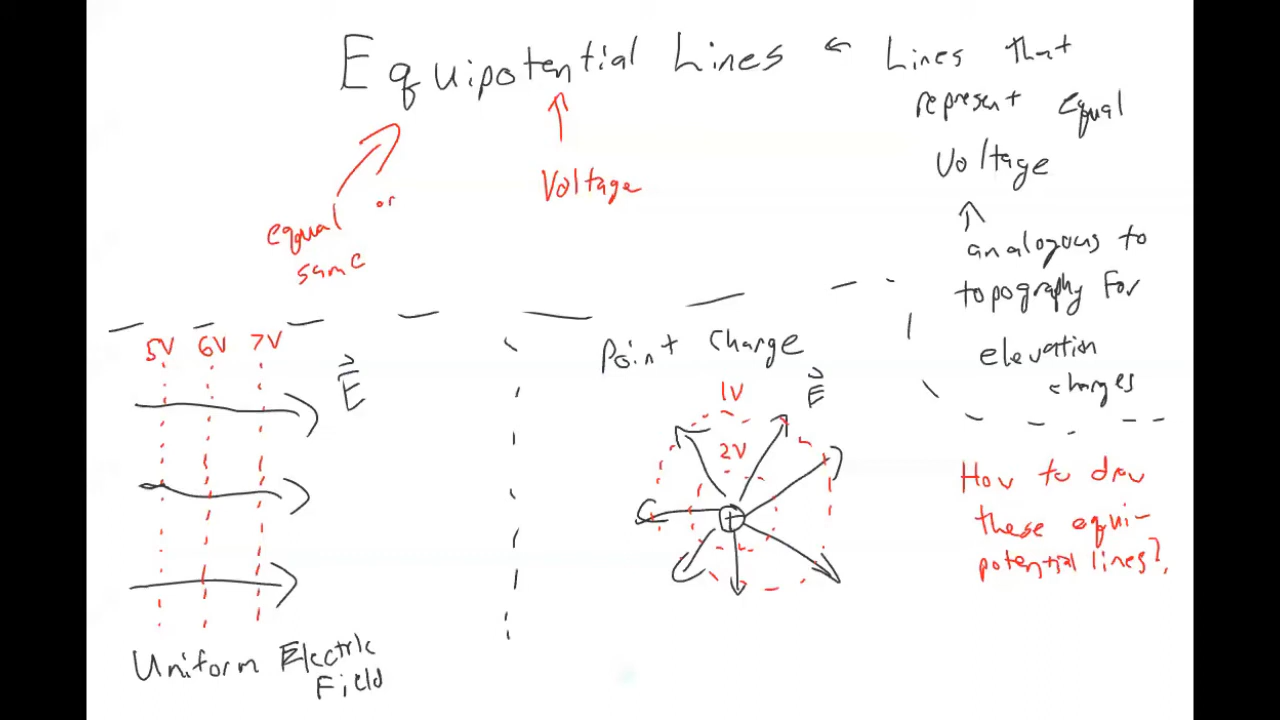 Equipotential Lines ← Lines that
represent equal
Voltage
analogous to
topography for
elevation
charges
equal or
same
Voltage
5V 6V 7V
E
Uniform Electric
Field
Point Charge
1V
E
2V
+
How to draw
these equi-
potential lines?